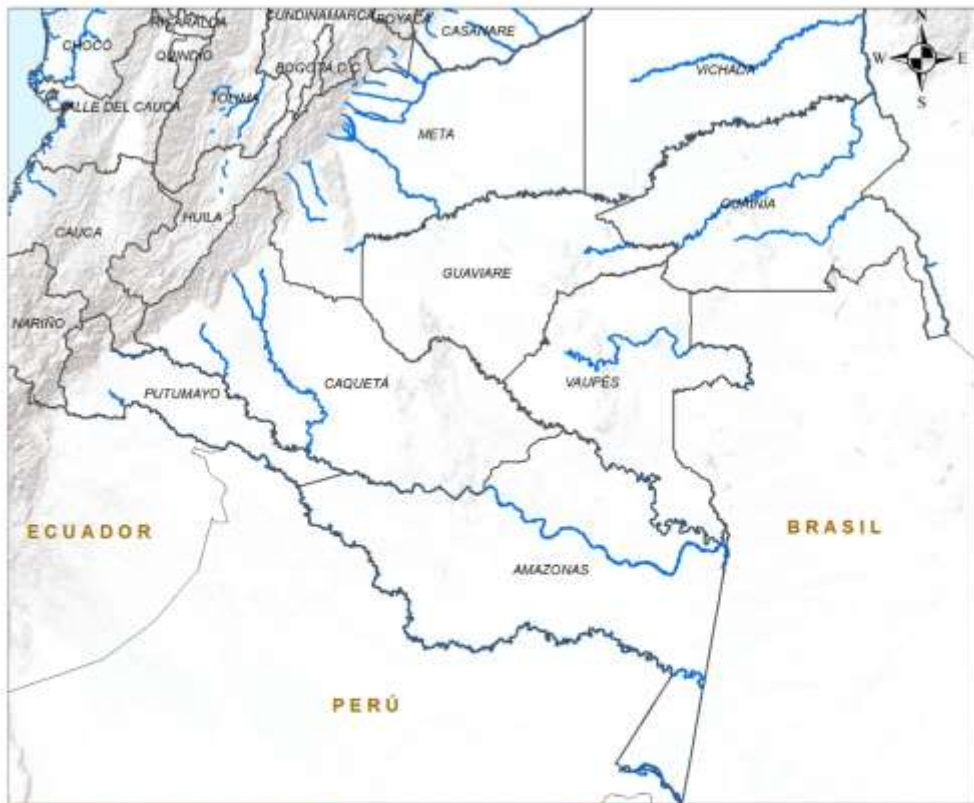 CUNDINAMARCA
BOYACÁ
N
CHOCÓ
RISARALDA
CASANARE
QUINDIO
BOGOTÁ D.C
W
E
VICHADA
VALLE DEL CAUCA
TOLIMA
S
META
GUAINÍA
HUILA
CAUCA
GUAVIARE
NARIÑO
CAQUETÁ
VAUPÉS
PUTUMAYO
ECUADOR
BRASIL
AMAZONAS
PERÚ